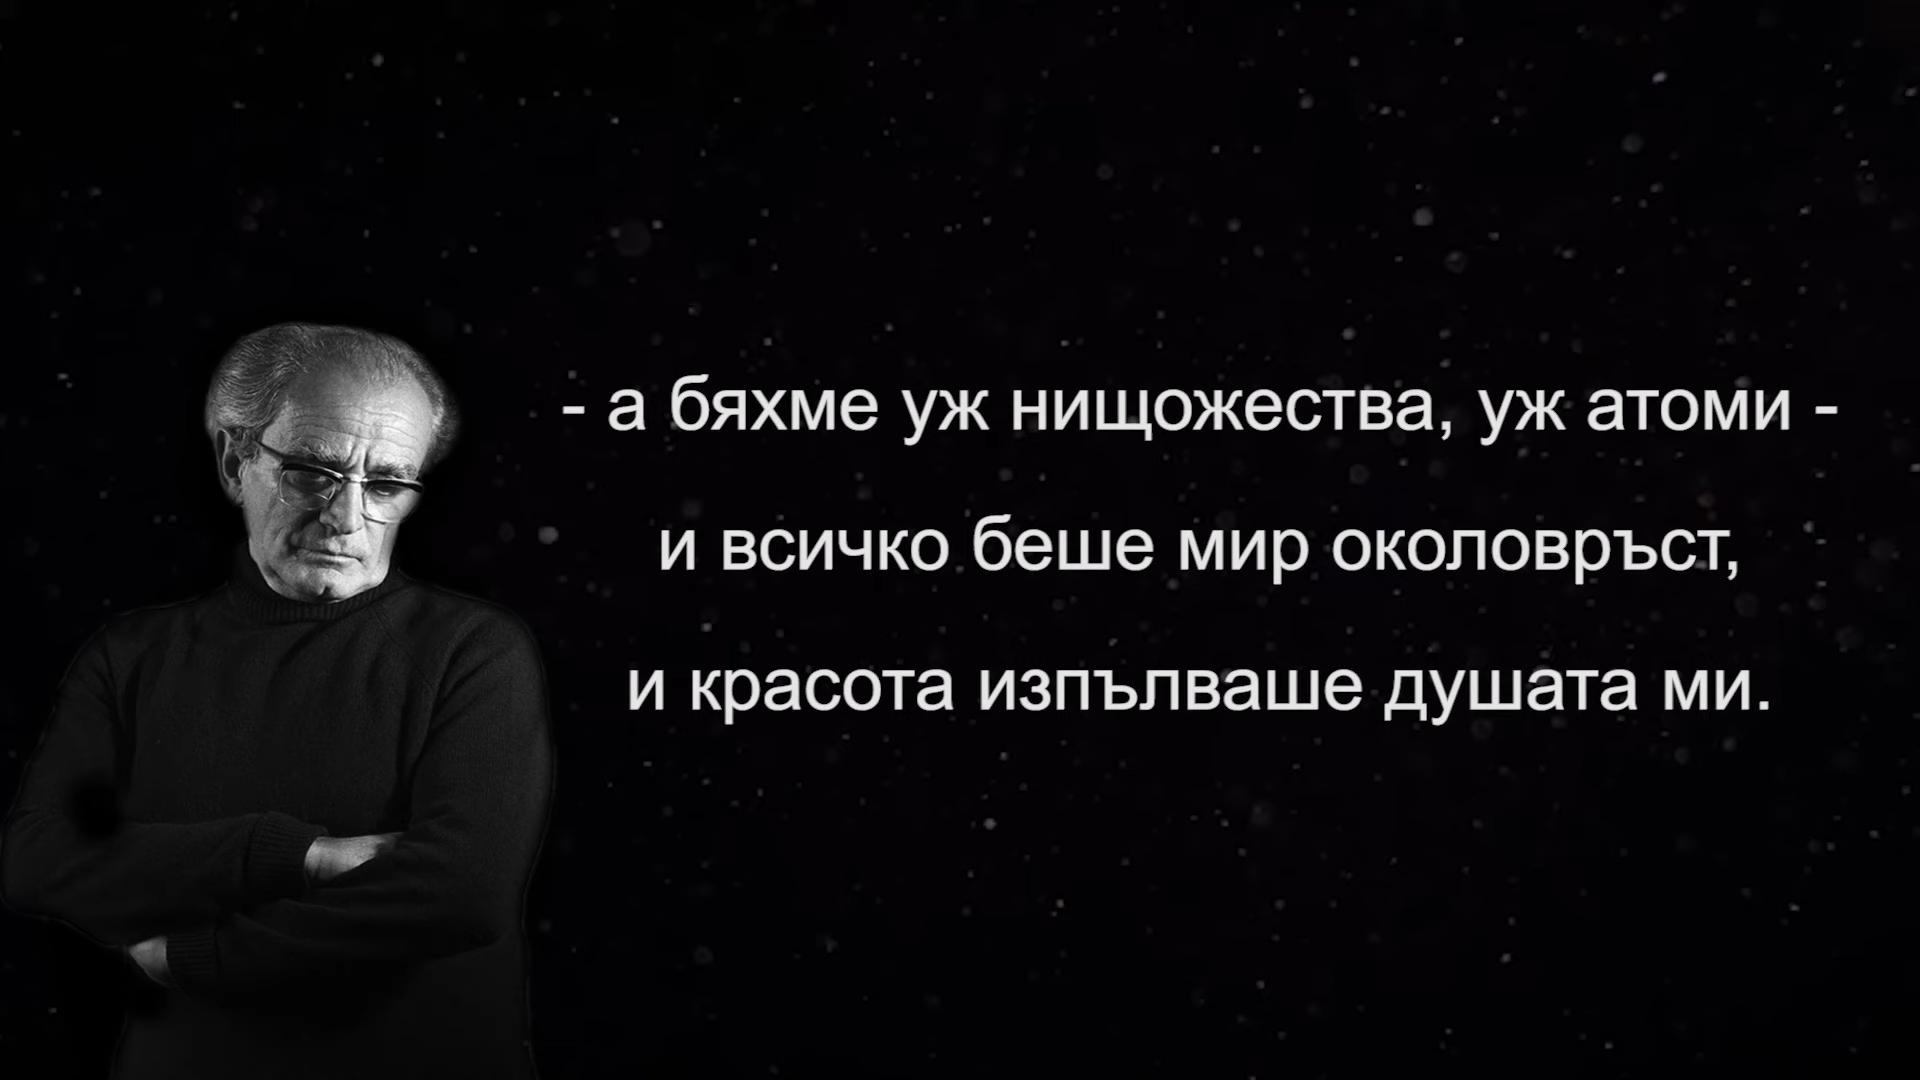 - а бяхме уж нищожества, уж атоми -
и всичко беше мир околовръст,
и красота изпълваше душата ми.